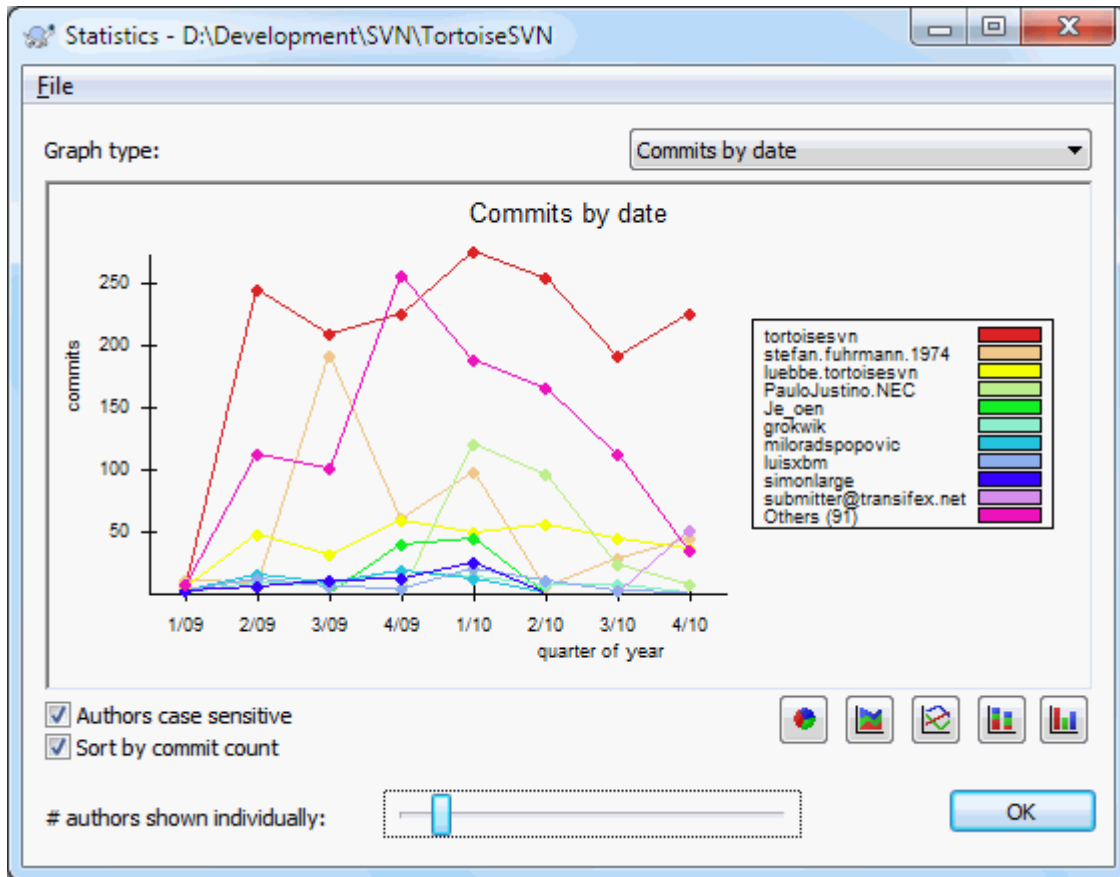 Statistics - D:\Development\SVN\TortoiseSVN
File
Graph type:
Commits by date
Commits by date
commits
250
200
150
100
50
1/09 2/09 3/09 4/09 1/10 2/10 3/10 4/10
quarter of year
tortoisesvn
stefan.fuhrmann.1974
luebbe.tortoisesvn
PauloJustino.NEC
Je_oen
grokwik
miloradspopovic
luisxbm
simonlarge
submitter@transifex.net
Others (91)
Authors case sensitive
Sort by commit count
# authors shown individually:
OK